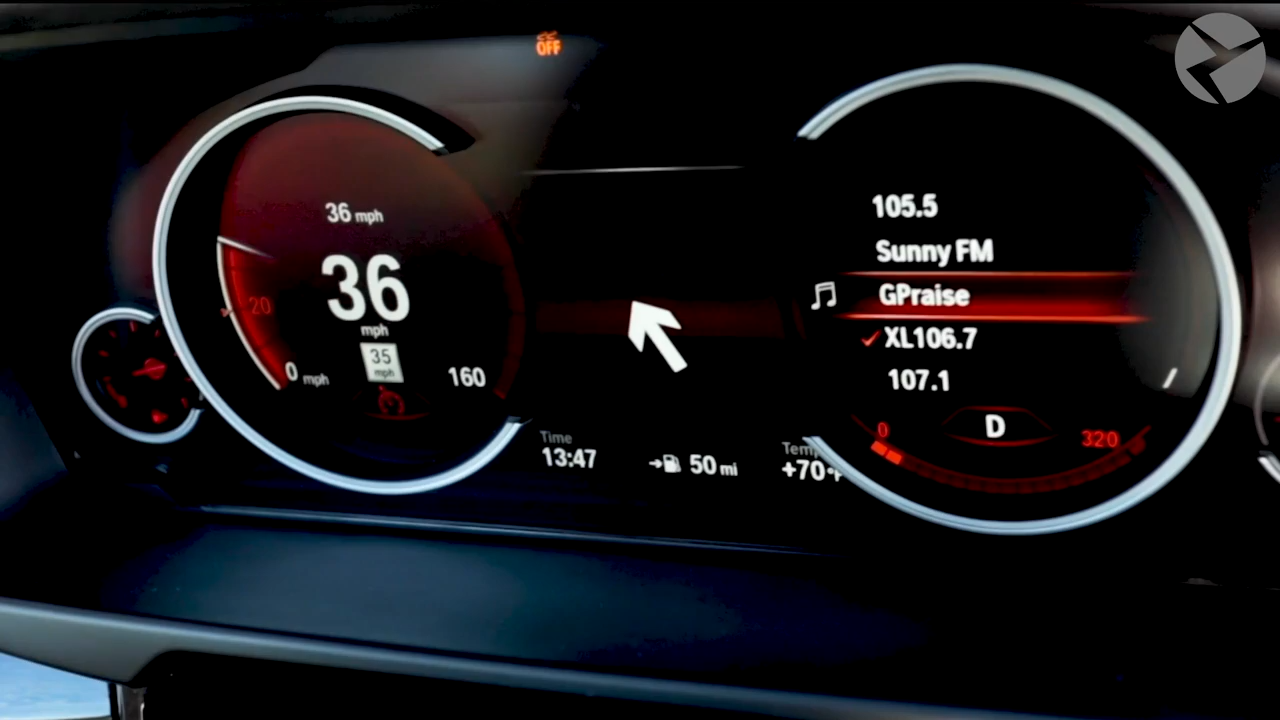 OFF
36 mph
36
mph
20
35
mph
0 mph
160
105.5
Sunny FM
GPraise
XL106.7
107.1
D
0
320
Time
13:47
50 mi
Temp
+70°F